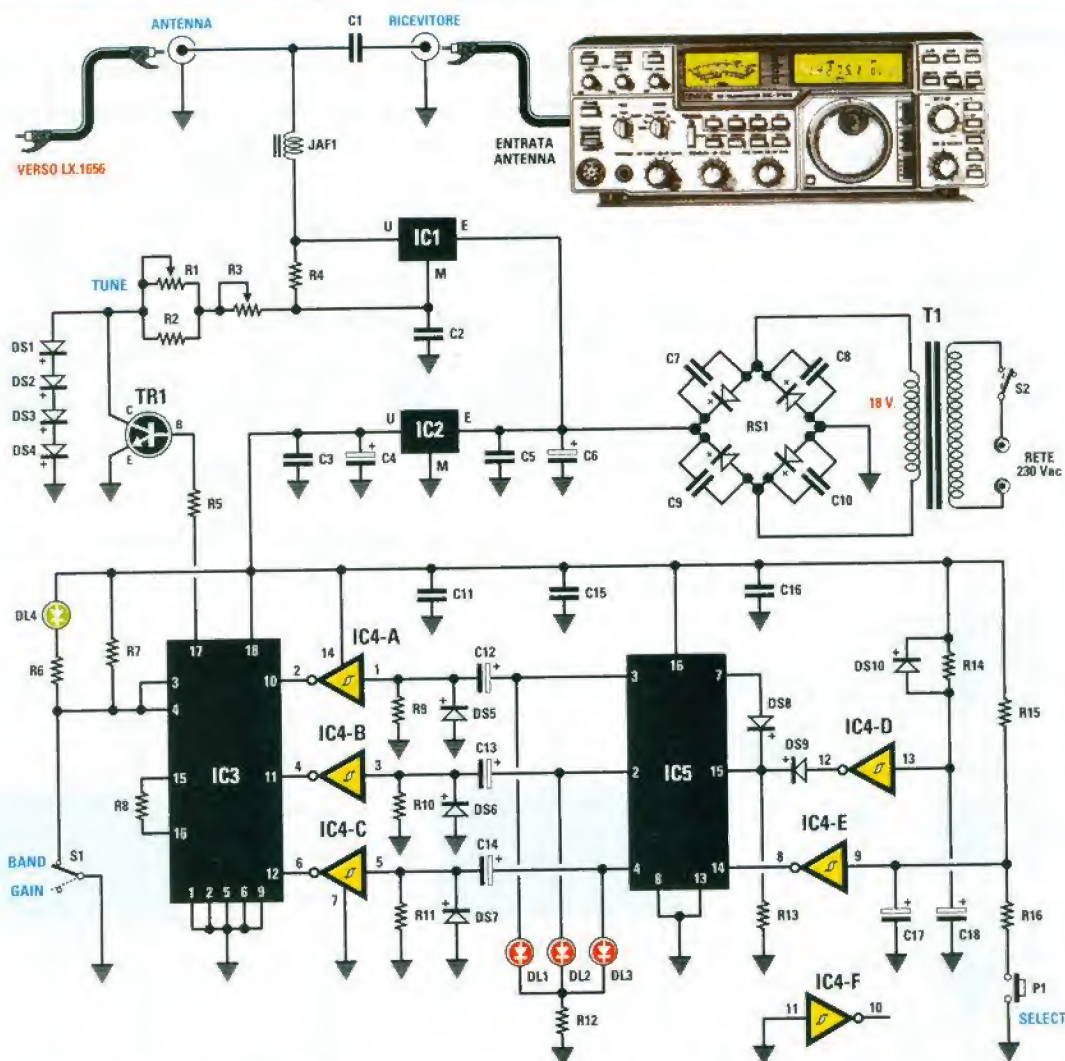 ANTENNA
C1
RICEVITORE
VERSO LX.1656
JAF1
ENTRATA
ANTENNA
U
IC1
E
M
R4
TUNE
R1
R2
R3
C2
DS1
DS2
DS3
DS4
TR1
C
B
E
R5
C3
C4
U
IC2
E
M
C5
C6
C7
C8
RS1
C9
C10
18 V.
T1
S2
RETE
230 Vac
DL4
R6
R7
17
18
3
4
15
16
R8
IC3
10
11
12
1 2 5 6 9
BAND
GAIN
S1
C11
C15
C16
IC4-A
14
2
1
R9
DS5
C12
IC4-B
4
3
R10
DS6
C13
IC4-C
6
5
7
R11
DS7
C14
DL1
DL2
DL3
R12
16
3
2
4
IC5
7
15
14
8
13
DS8
DS9
IC4-D
12
13
DS10
R14
R15
IC4-E
8
9
R13
C17
C18
R16
P1
SELECT
IC4-F
11
10